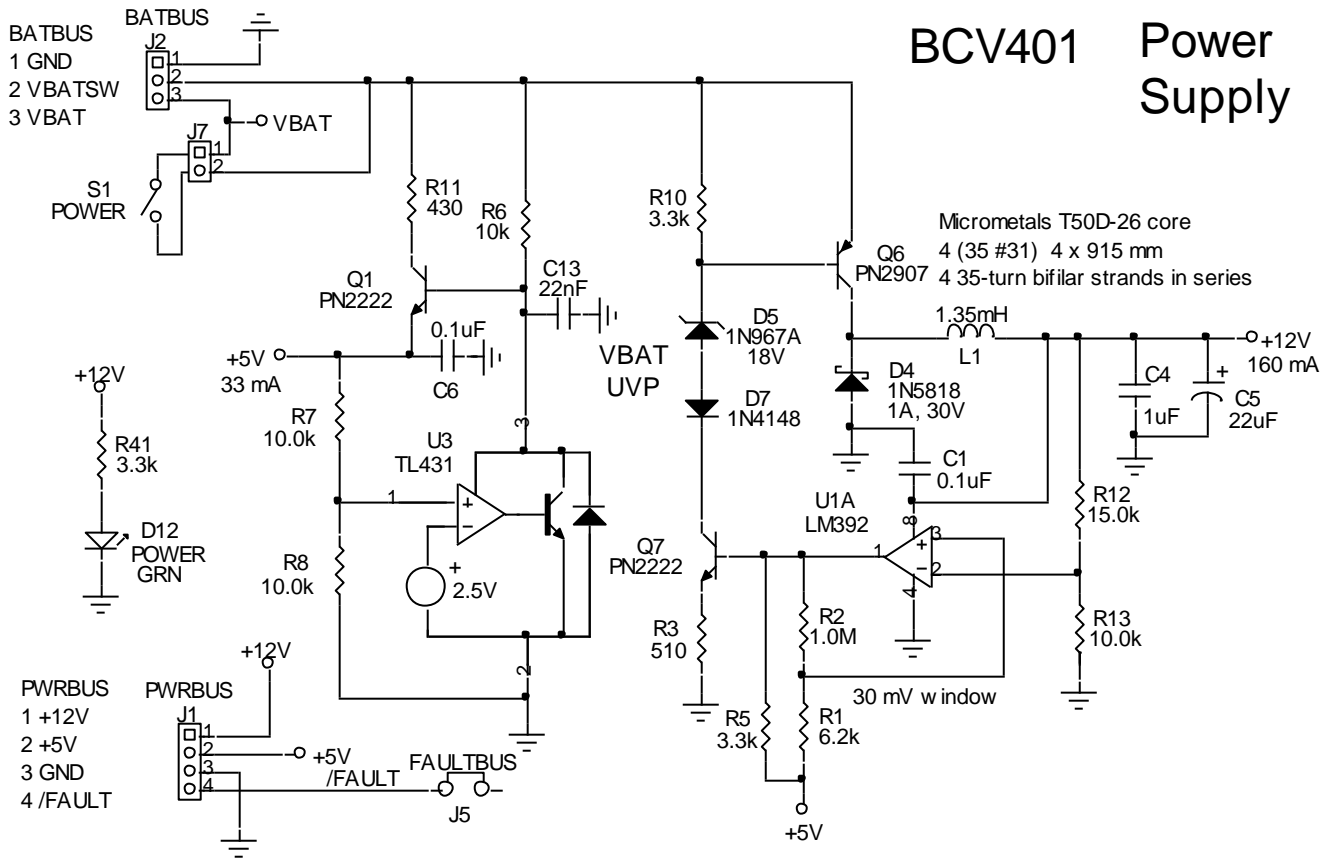 BCV401 Power
Supply
BATBUS
1 GND
2 VBATSW
3 VBAT
BATBUS
J2
1
2
3
VBAT
J7
1
2
S1
POWER
R11
430
R6
10k
Q1
PN2222
C13
22nF
+5V
33 mA
0.1uF
C6
R10
3.3k
Q6
PN2907
Micrometals T50D-26 core
4 (35 #31) 4 x 915 mm
4 35-turn bifilar strands in series
1.35mH
L1
+12V
160 mA
VBAT
UVP
D5
1N967A
18V
D7
1N4148
D4
1N5818
1A, 30V
C4
1uF
+
C5
22uF
C1
0.1uF
+12V
R41
3.3k
D12
POWER
GRN
R7
10.0k
R8
10.0k
U3
TL431
3
1
+
−
+
2.5V
2
Q7
PN2222
R3
510
U1A
LM392
8
1
+
−
3
2
4
R12
15.0k
R13
10.0k
R2
1.0M
30 mV window
R5
3.3k
R1
6.2k
+5V
PWRBUS
1 +12V
2 +5V
3 GND
4 /FAULT
PWRBUS
J1
1
2
3
4
+12V
+5V
/FAULT
FAULTBUS
J5